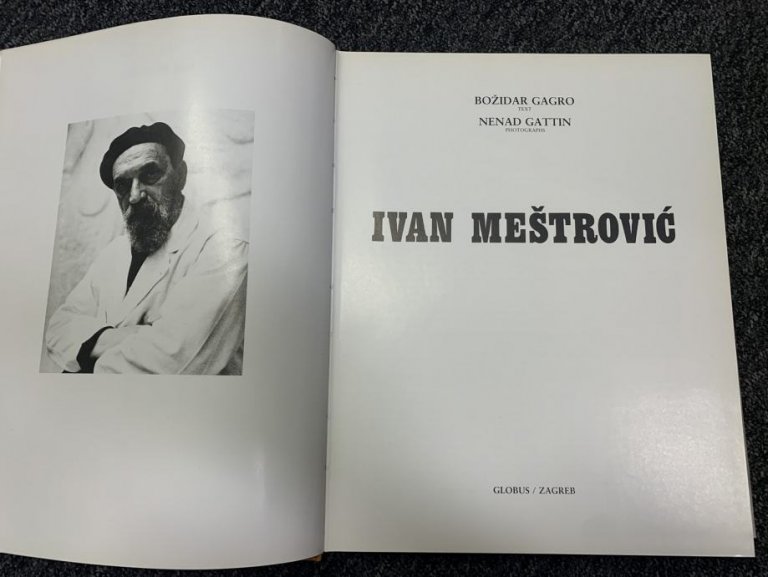 BOŽIDAR GAGRO
TEXT
NENAD GATTIN
PHOTOGRAPHS
IVAN MEŠTROVIĆ
GLOBUS / ZAGREB